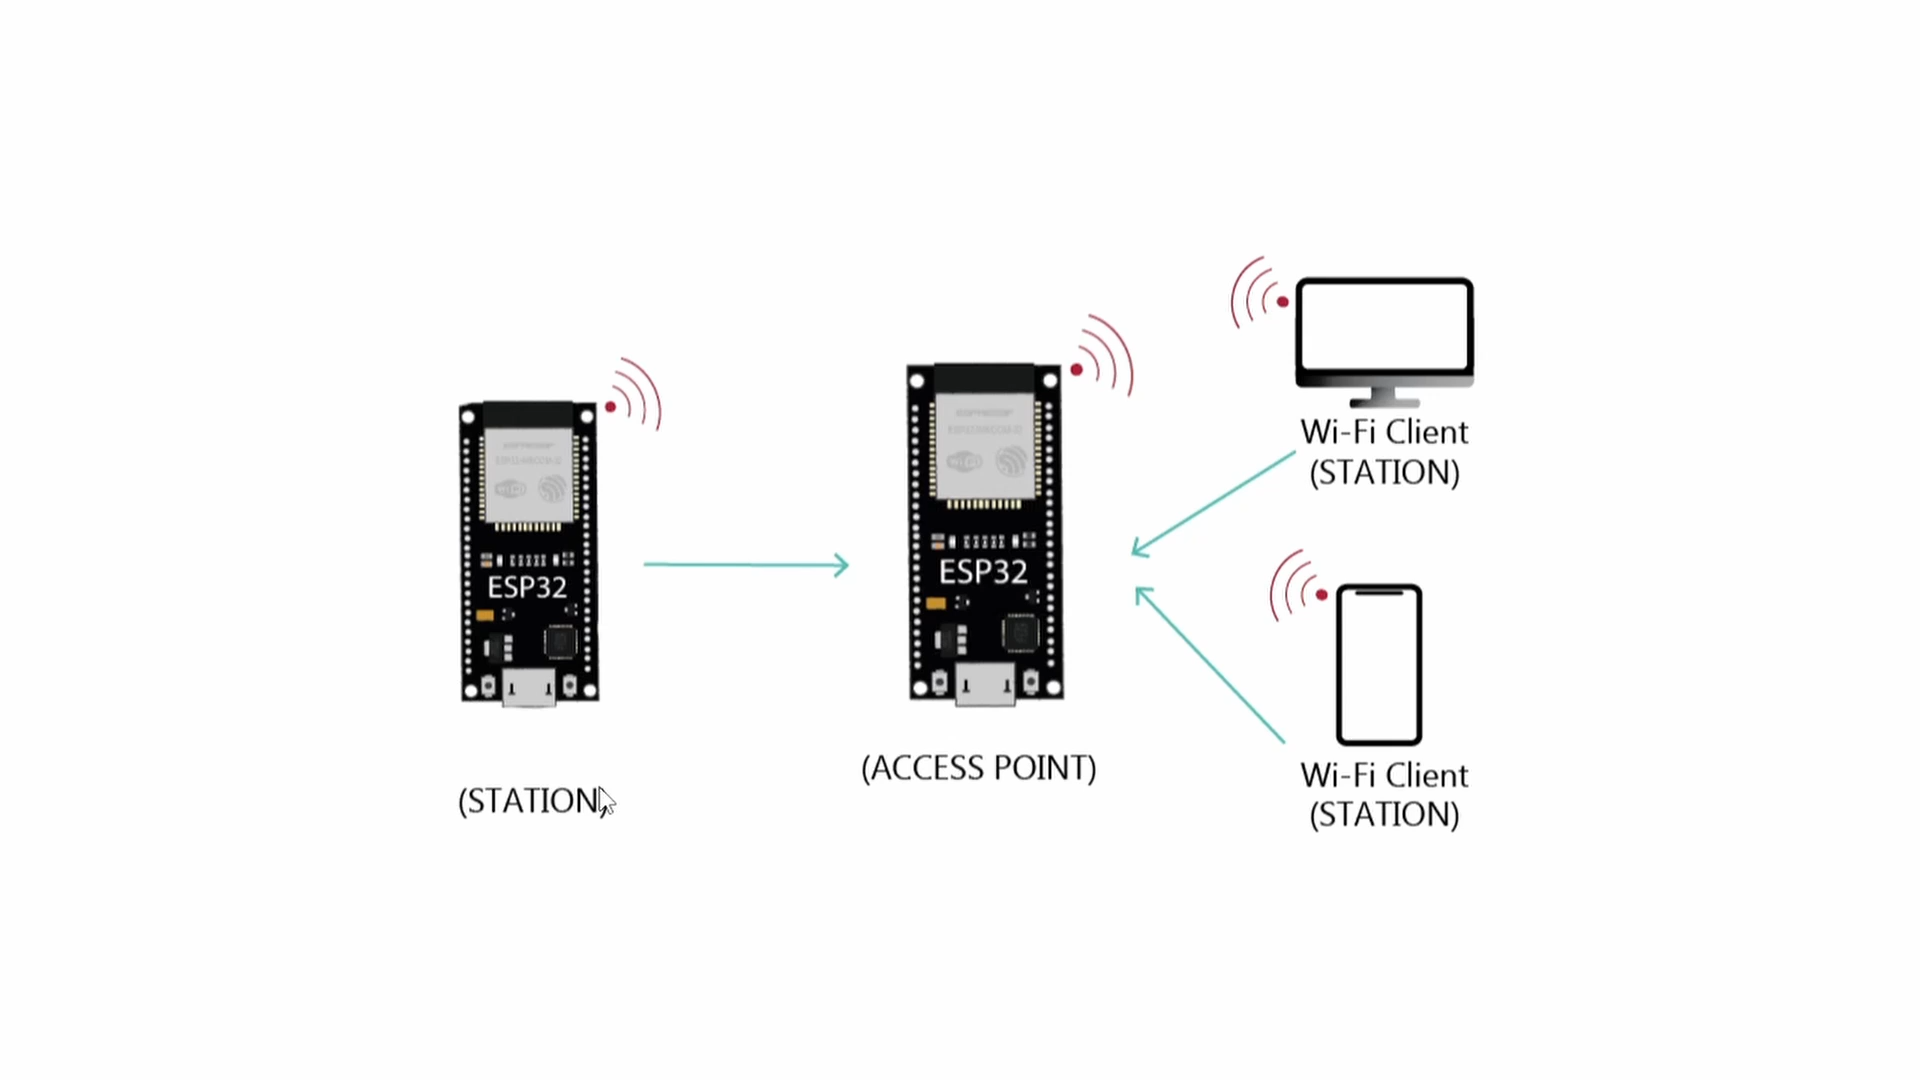 ESP32
(STATION)
ESP32
(ACCESS POINT)
Wi-Fi Client
(STATION)
Wi-Fi Client
(STATION)